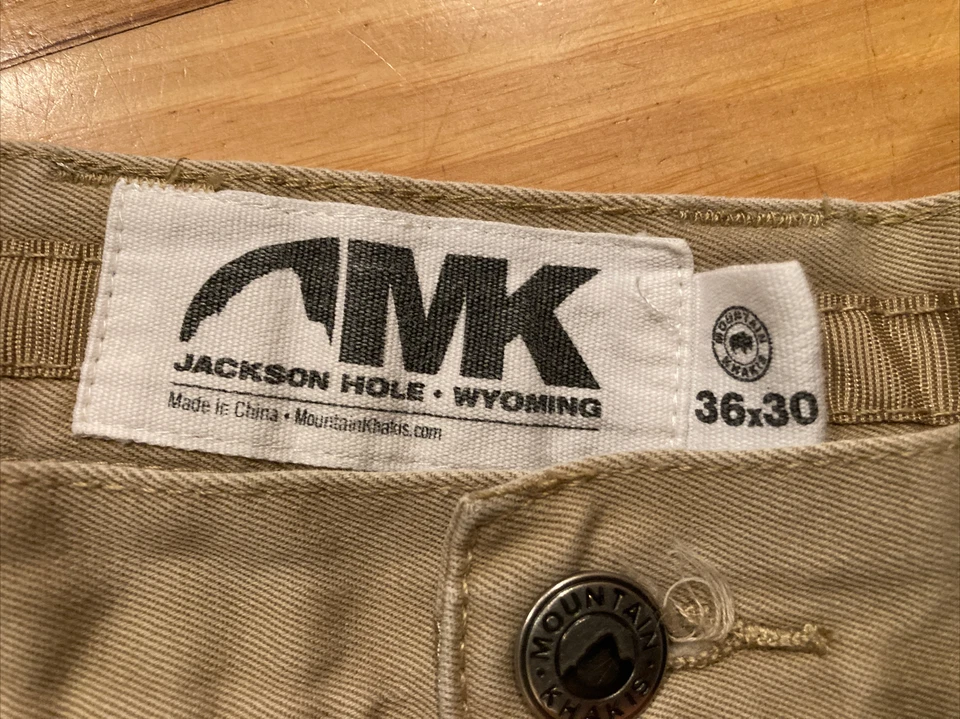 MK
JACKSON HOLE • WYOMING
Made in China • MountainKhakis.com
MOUNTAIN
KHAKIS
36x30
MOUNTAIN
KHAKIS